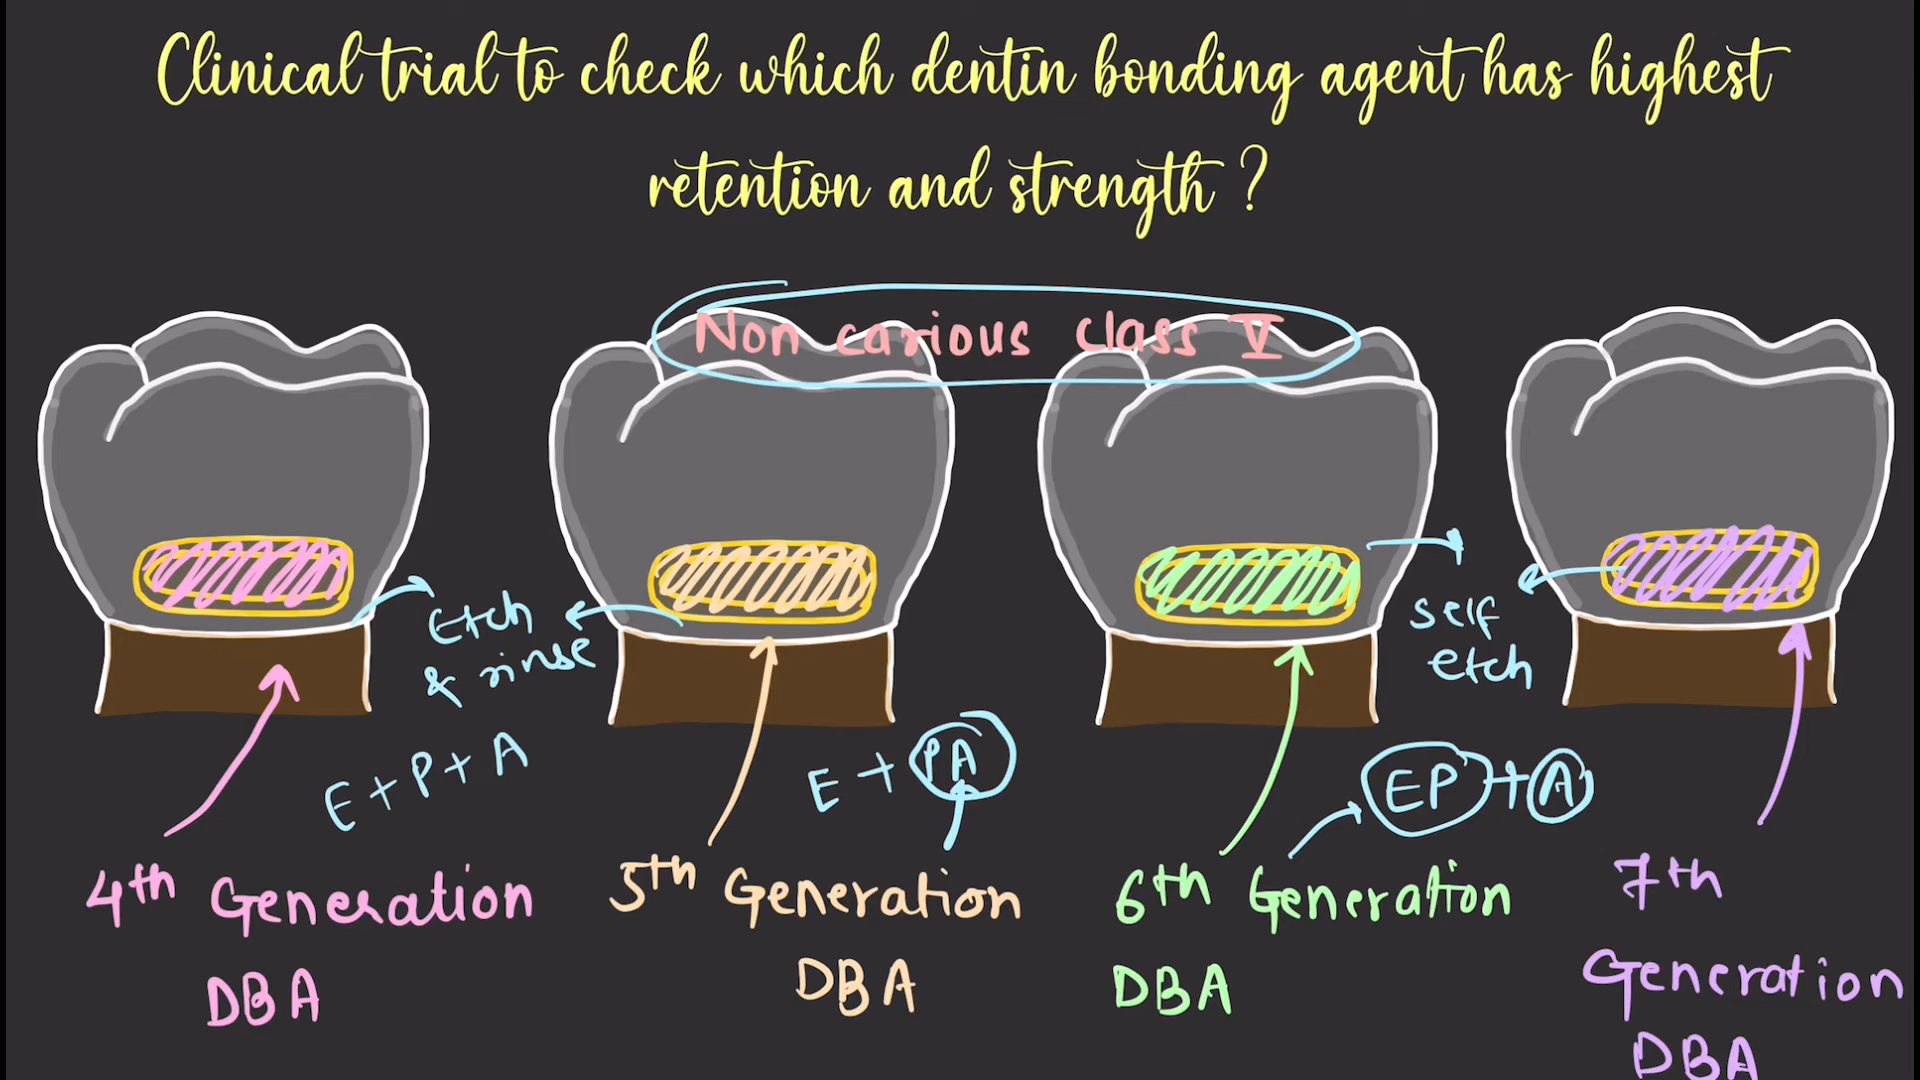 Clinical trial to check which dentin bonding agent has highest
retention and strength ?
Non carious class V
Etch
& rinse
self
etch
E + P + A
E + PA
EP + A
4th Generation
DBA
5th Generation
DBA
6th Generation
DBA
7th
Generation
DBA